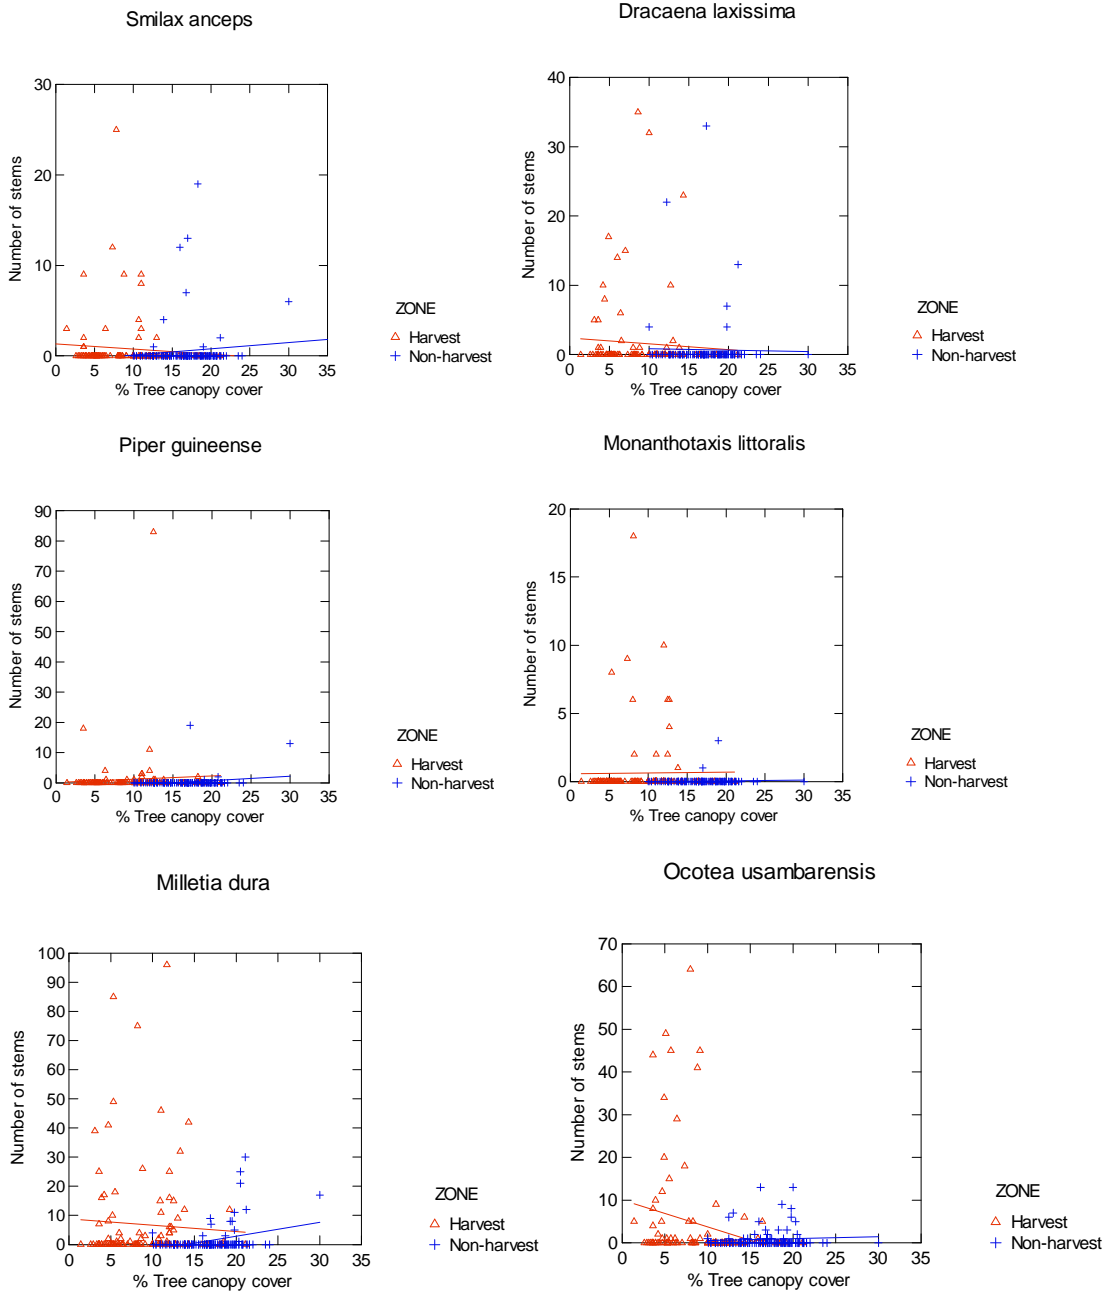 Smilax anceps
Dracaena laxissima
30
20
10
0
Number of stems
0 5 10 15 20 25 30 35
% Tree canopy cover
ZONE
Harvest
Non-harvest
40
30
20
10
0
Number of stems
0 5 10 15 20 25 30 35
% Tree canopy cover
ZONE
Harvest
Non-harvest
Piper guineense
Monanthotaxis littoralis
90
80
70
60
50
40
30
20
10
0
Number of stems
0 5 10 15 20 25 30 35
% Tree canopy cover
ZONE
Harvest
Non-harvest
20
15
10
5
0
Number of stems
0 5 10 15 20 25 30 35
% Tree canopy cover
ZONE
Harvest
Non-harvest
Milletia dura
Ocotea usambarensis
100
90
80
70
60
50
40
30
20
10
0
Number of stems
0 5 10 15 20 25 30 35
% Tree canopy cover
ZONE
Harvest
Non-harvest
70
60
50
40
30
20
10
0
Number of stems
0 5 10 15 20 25 30 35
% Tree canopy cover
ZONE
Harvest
Non-harvest